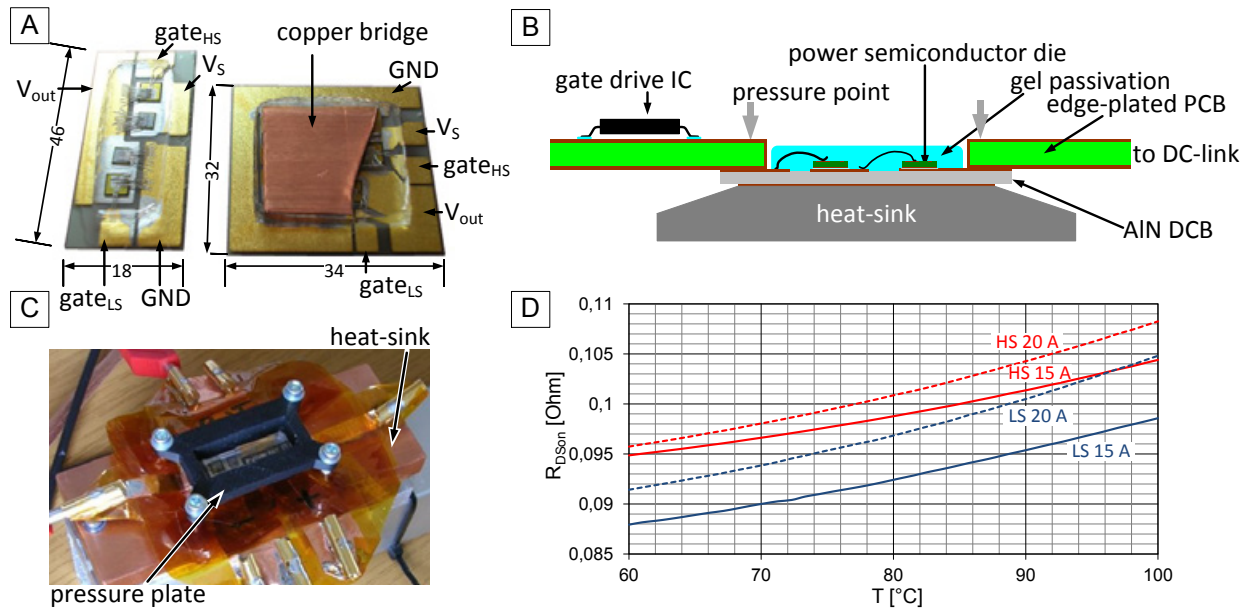 A
gate_HS
V_S
V_out
46
18
gate_LS
GND
copper bridge
GND
V_S
gate_HS
V_out
32
34
gate_LS
B
power semiconductor die
gate drive IC
gel passivation
pressure point
edge-plated PCB
to DC-link
heat-sink
AlN DCB
C
heat-sink
pressure plate
D
0,11
0,105
0,1
0,095
0,09
0,085
R_DSon [Ohm]
HS 20 A
HS 15 A
LS 20 A
LS 15 A
60
70
80
90
100
T [°C]